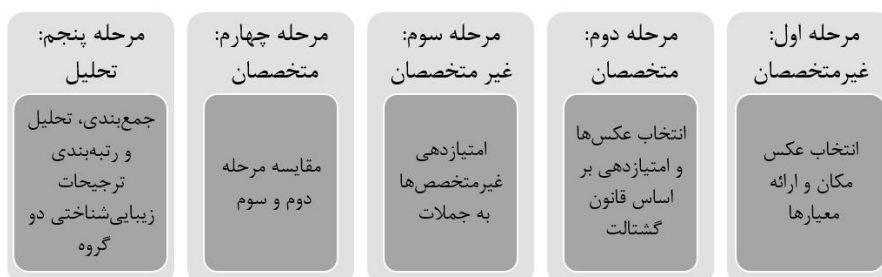 مرحله اول:
غیرمتخصصان
انتخاب عکس
مکان و ارائه
معیارها
مرحله دوم:
متخصصان
انتخاب عکس‌ها
و امتیازدهی بر
اساس قانون
گشتالت
مرحله سوم:
غیر متخصصان
امتیازدهی
غیرمتخصص‌ها
به جملات
مرحله چهارم:
متخصصان
مقایسه مرحله
دوم و سوم
مرحله پنجم:
تحلیل
جمع‌بندی، تحلیل
و رتبه‌بندی
ترجیحات
زیبایی‌شناختی دو
گروه